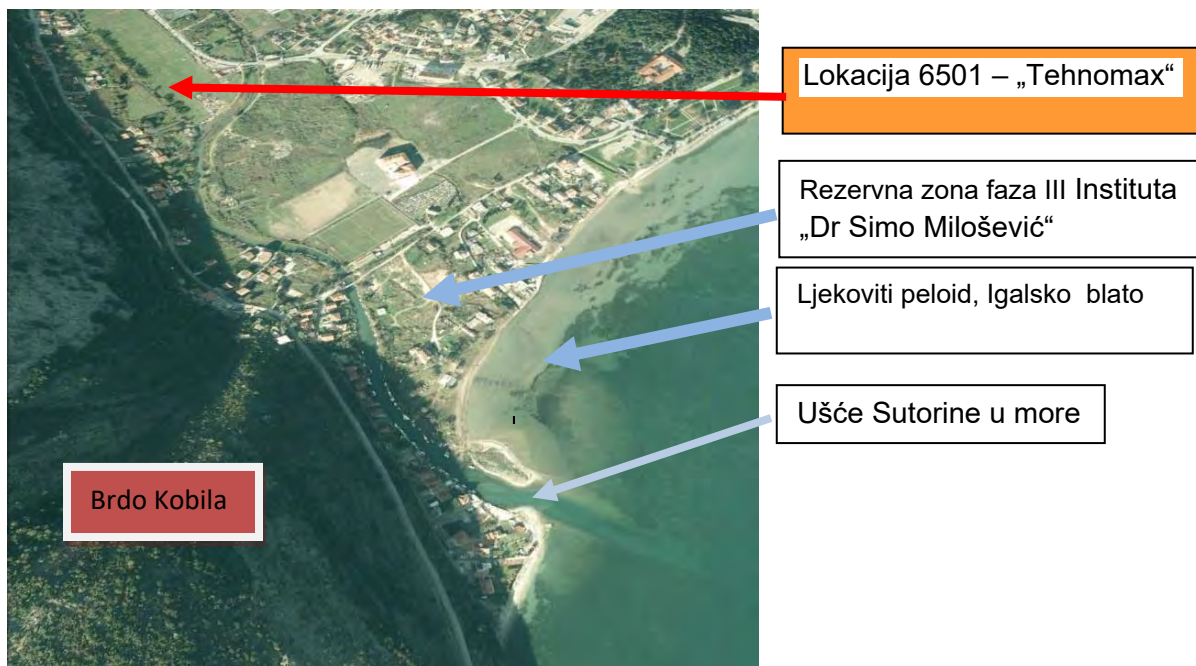 Lokacija 6501 – „Tehnomax“
Rezervna zona faza III Instituta
„Dr Simo Milošević“
Ljekoviti peloid, Igalsko blato
Ušće Sutorine u more
Brdo Kobila